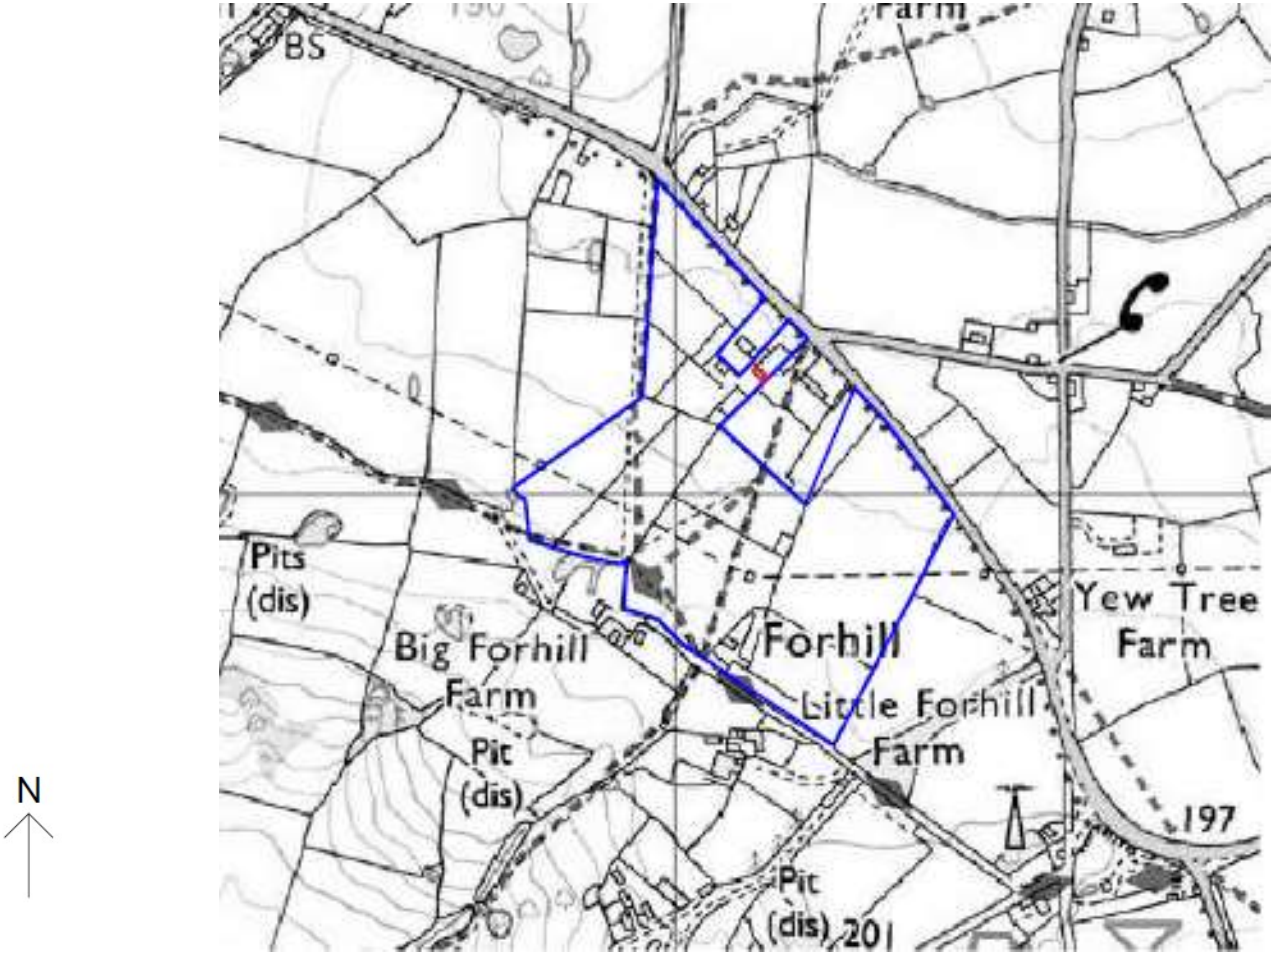 Farm
BS
Pits
(dis)
Yew Tree
Farm
Forhill
Big Forhill
Farm
Little Forhill
Farm
Pit
(dis)
N
197
Pit
(dis)
201